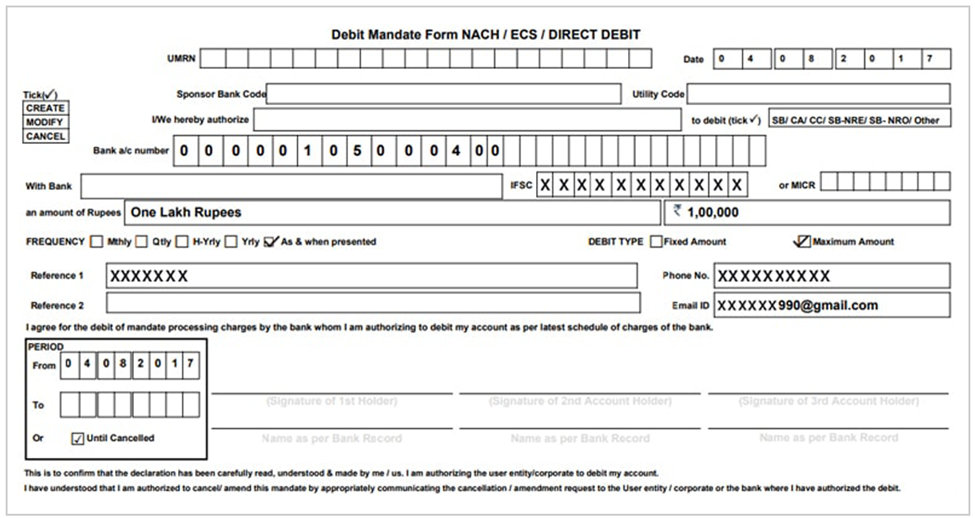 Debit Mandate Form NACH / ECS / DIRECT DEBIT
UMRN Date 0 4 0 8 2 0 1 7
Tick(✓) Sponsor Bank Code Utility Code
CREATE
MODIFY
CANCEL
I/We hereby authorize to debit (tick ✓) SB/ CA/ CC/ SB-NRE/ SB- NRO/ Other
Bank a/c number 0 0 0 0 0 1 0 5 0 0 0 4 0 0
With Bank IFSC X X X X X X X X X X X or MICR
an amount of Rupees One Lakh Rupees ₹ 1,00,000
FREQUENCY Mthly Qtly H-Yrly Yrly ✓ As & when presented DEBIT TYPE Fixed Amount ✓ Maximum Amount
Reference 1 XXXXXXX Phone No. XXXXXXXXXX
Reference 2 Email ID XXXXXX990@gmail.com
I agree for the debit of mandate processing charges by the bank whom I am authorizing to debit my account as per latest schedule of charges of the bank.
PERIOD
From 0 4 0 8 2 0 1 7
To
(Signature of 1st Holder) (Signature of 2nd Account Holder) (Signature of 3rd Account Holder)
Or ✓ Until Cancelled
Name as per Bank Record Name as per Bank Record Name as per Bank Record
This is to confirm that the declaration has been carefully read, understood & made by me / us. I am authorizing the user entity/corporate to debit my account.
I have understood that I am authorized to cancel/ amend this mandate by appropriately communicating the cancellation / amendment request to the User entity / corporate or the bank where I have authorized the debit.